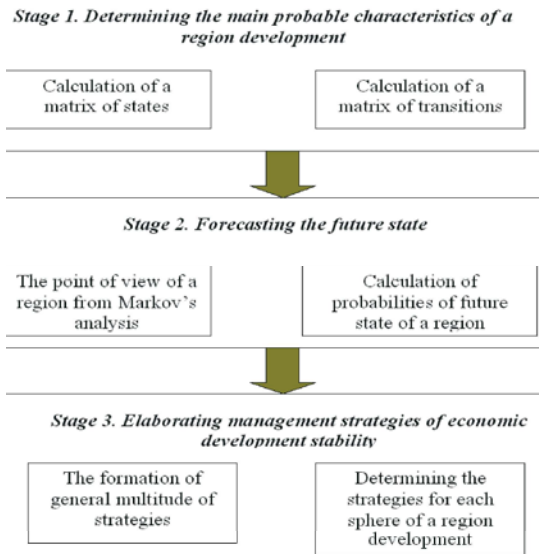 Stage 1. Determining the main probable characteristics of a
region development
Calculation of a
matrix of states
Calculation of a
matrix of transitions
Stage 2. Forecasting the future state
The point of view of a
region from Markov's
analysis
Calculation of
probabilities of future
state of a region
Stage 3. Elaborating management strategies of economic
development stability
The formation of
general multitude of
strategies
Determining the
strategies for each
sphere of a region
development